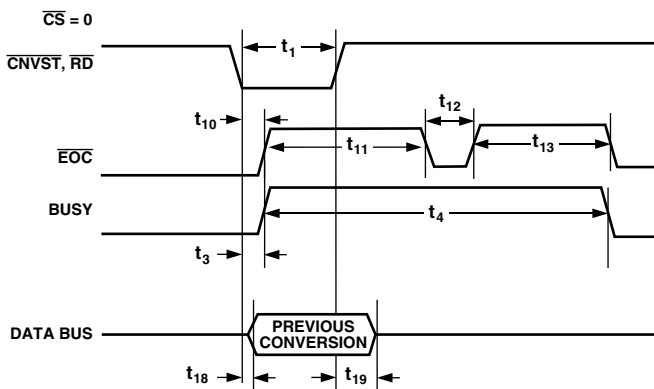 CS = 0
t1
CNVST, RD
t10
t12
EOC
t11
t13
BUSY
t4
t3
DATA BUS
PREVIOUS
CONVERSION
t18
t19